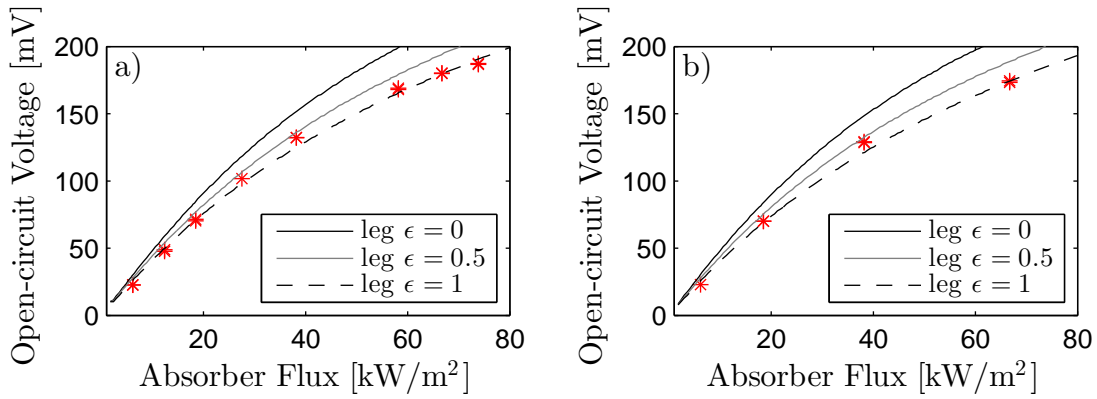 a)
Open-circuit Voltage [mV]
200
150
100
50
0
20
40
60
80
Absorber Flux [kW/m²]
leg ϵ = 0
leg ϵ = 0.5
leg ϵ = 1
b)
Open-circuit Voltage [mV]
200
150
100
50
0
20
40
60
80
Absorber Flux [kW/m²]
leg ϵ = 0
leg ϵ = 0.5
leg ϵ = 1